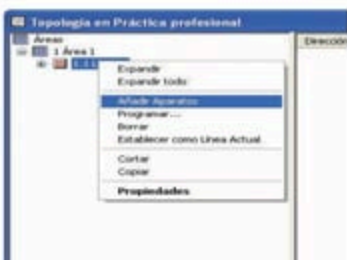 Topología en Práctica profesional
Áreas
Dirección
1 Área 1
Expandir
Expandir todo
Añadir Aparatos
Programar...
Borrar
Establecer como Línea Actual
Cortar
Copiar
Propiedades